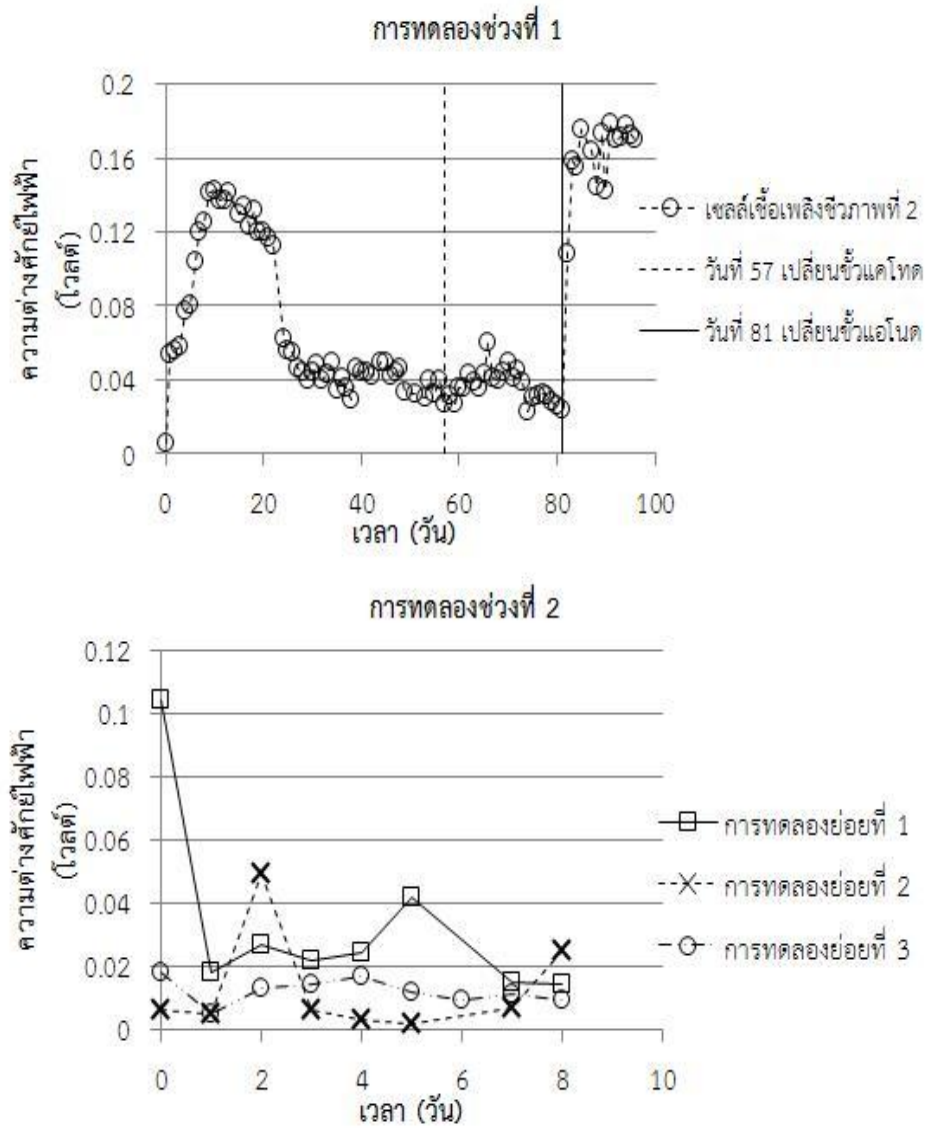 การทดลองช่วงที่ 1
ความต่างศักย์ไฟฟ้า
(โวลต์)
0.2
0.16
0.12
0.08
0.04
0
0 20 40 60 80 100
เวลา (วัน)
เซลล์เชื้อเพลิงชีวภาพที่ 2
วันที่ 57 เปลี่ยนขั้วแคโทด
วันที่ 81 เปลี่ยนขั้วแอโนด
การทดลองช่วงที่ 2
ความต่างศักย์ไฟฟ้า
(โวลต์)
0.12
0.1
0.08
0.06
0.04
0.02
0
0 2 4 6 8 10
เวลา (วัน)
การทดลองย่อยที่ 1
การทดลองย่อยที่ 2
การทดลองย่อยที่ 3